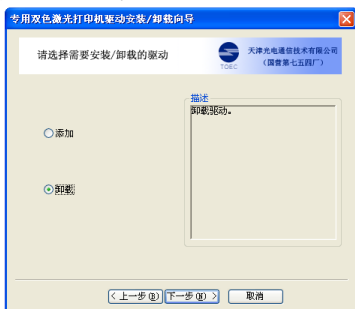 专用双色激光打印机驱动安装/卸载向导
请选择需要安装/卸载的驱动
TOEC
天津光电通信技术有限公司
(国营第七五四厂)
描述
卸载驱动。
添加
卸载
< 上一步(B)
下一步(N) >
取消